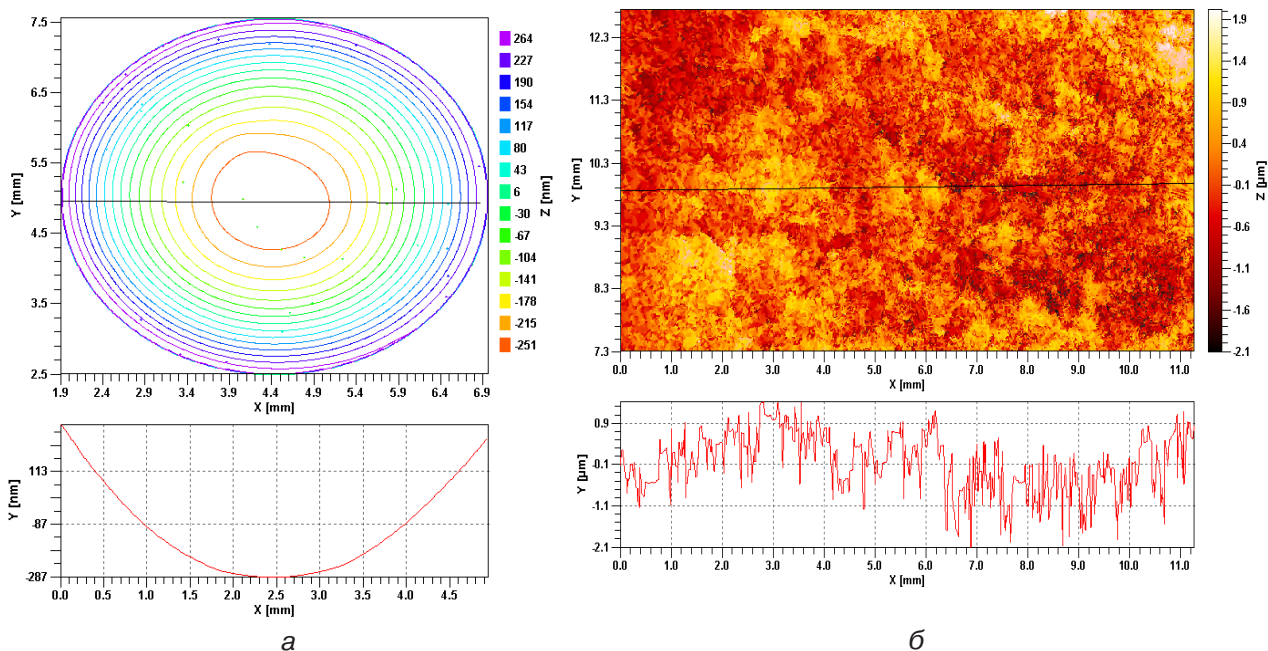 7.5
6.5
5.5
4.5
3.5
2.5
Y [mm]
1.9 2.4 2.9 3.4 3.9 4.4 4.9 5.4 5.9 6.4 6.9
X [mm]
264
227
190
154
117
80
43
6
-30
-67
-104
-141
-178
-215
-251
Z [nm]
113
-87
-287
Y [nm]
0.0 0.5 1.0 1.5 2.0 2.5 3.0 3.5 4.0 4.5
X [mm]
а
12.3
11.3
10.3
9.3
8.3
7.3
Y [mm]
0.0 1.0 2.0 3.0 4.0 5.0 6.0 7.0 8.0 9.0 10.0 11.0
X [mm]
1.9
1.4
0.9
0.4
-0.1
-0.6
-1.1
-1.6
-2.1
Z [µm]
0.9
-0.1
-1.1
-2.1
Y [µm]
0.0 1.0 2.0 3.0 4.0 5.0 6.0 7.0 8.0 9.0 10.0 11.0
X [mm]
б